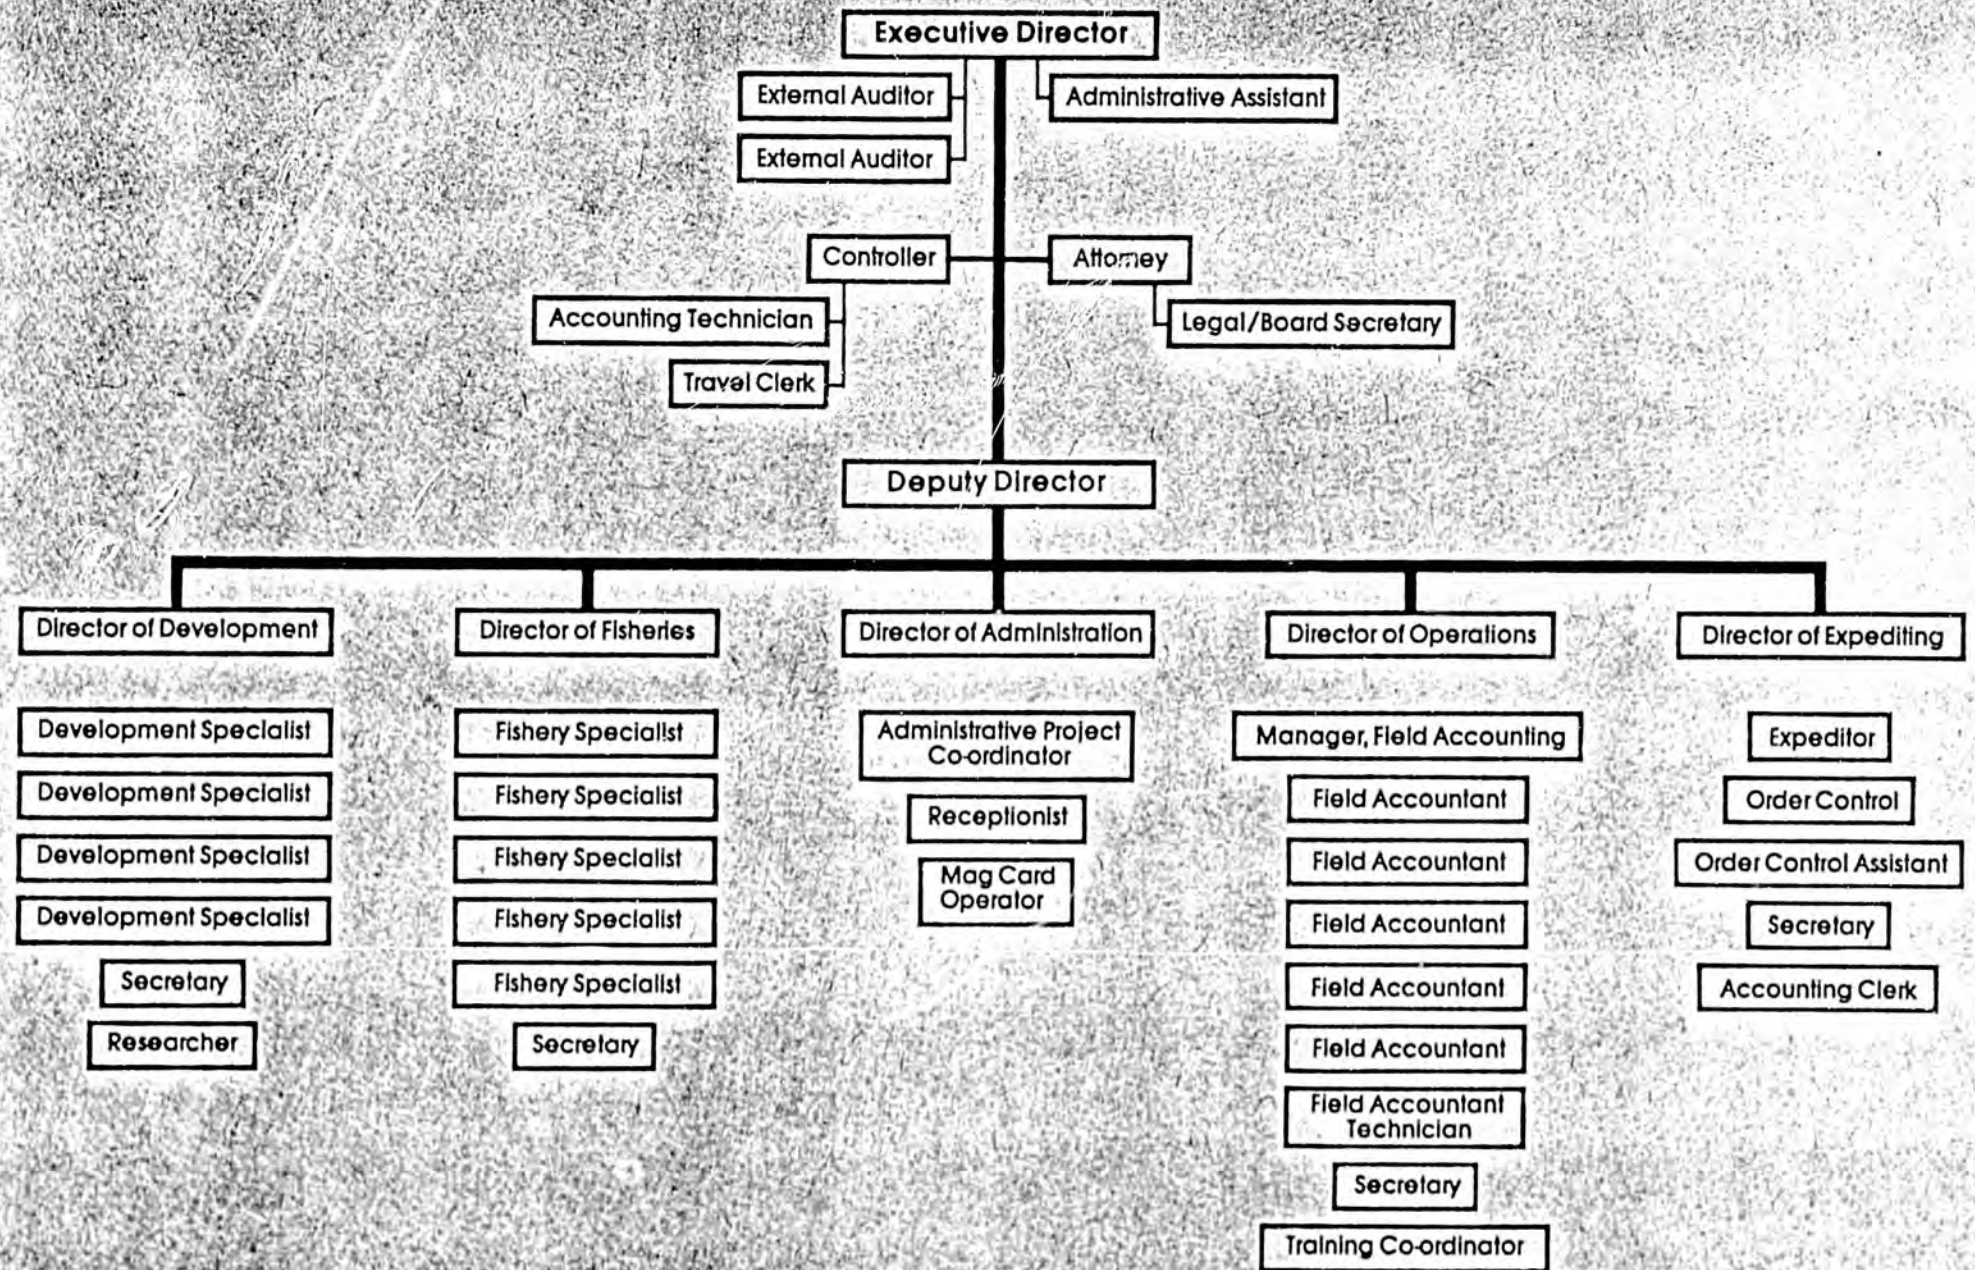 Executive Director
External Auditor
Administrative Assistant
External Auditor
Controller
Attorney
Accounting Technician
Legal/Board Secretary
Travel Clerk
Deputy Director
Director of Development
Development Specialist
Development Specialist
Development Specialist
Development Specialist
Secretary
Researcher
Director of Fisheries
Fishery Specialist
Fishery Specialist
Fishery Specialist
Fishery Specialist
Fishery Specialist
Secretary
Director of Administration
Administrative Project
Co-ordinator
Receptionist
Mag Card
Operator
Director of Operations
Manager, Field Accounting
Field Accountant
Field Accountant
Field Accountant
Field Accountant
Field Accountant
Field Accountant
Technician
Secretary
Training Co-ordinator
Director of Expediting
Expeditor
Order Control
Order Control Assistant
Secretary
Accounting Clerk